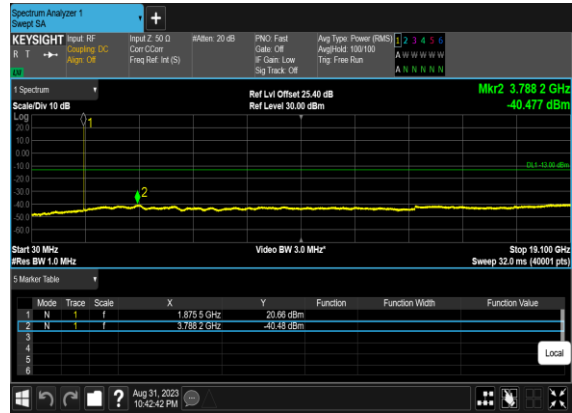 Spectrum Analyzer 1
Swept SA
+
KEYSIGHT Input: RF Input Z: 50 Ω #Atten: 20 dB PNO: Fast Avg Type: Power (RMS) 1 2 3 4 5 6
R T Coupling: DC Corr CCorr Gate: Off Avg|Hold: 100/100 A W W W W W
Align: Off Freq Ref: Int (S) IF Gain: Low Trig: Free Run
Sig Track: Off A N N N N N
1 Spectrum Ref Lvl Offset 25.40 dB Mkr2 3.788 2 GHz
Scale/Div 10 dB Ref Level 30.00 dBm -40.477 dBm
Log
20.0 1
10.0
0.00
-10.0 DL1 -13.00 dBm
-20.0
-30.0 2
-40.0
-50.0
-60.0
Start 30 MHz Video BW 3.0 MHz* Stop 19.100 GHz
#Res BW 1.0 MHz Sweep 32.0 ms (40001 pts)
5 Marker Table
Mode Trace Scale X Y Function Function Width Function Value
1 N 1 f 1.875 5 GHz 20.66 dBm
2 N 1 f 3.788 2 GHz -40.48 dBm
3
4
5
6
Local
? Aug 31, 2023
10:42:42 PM